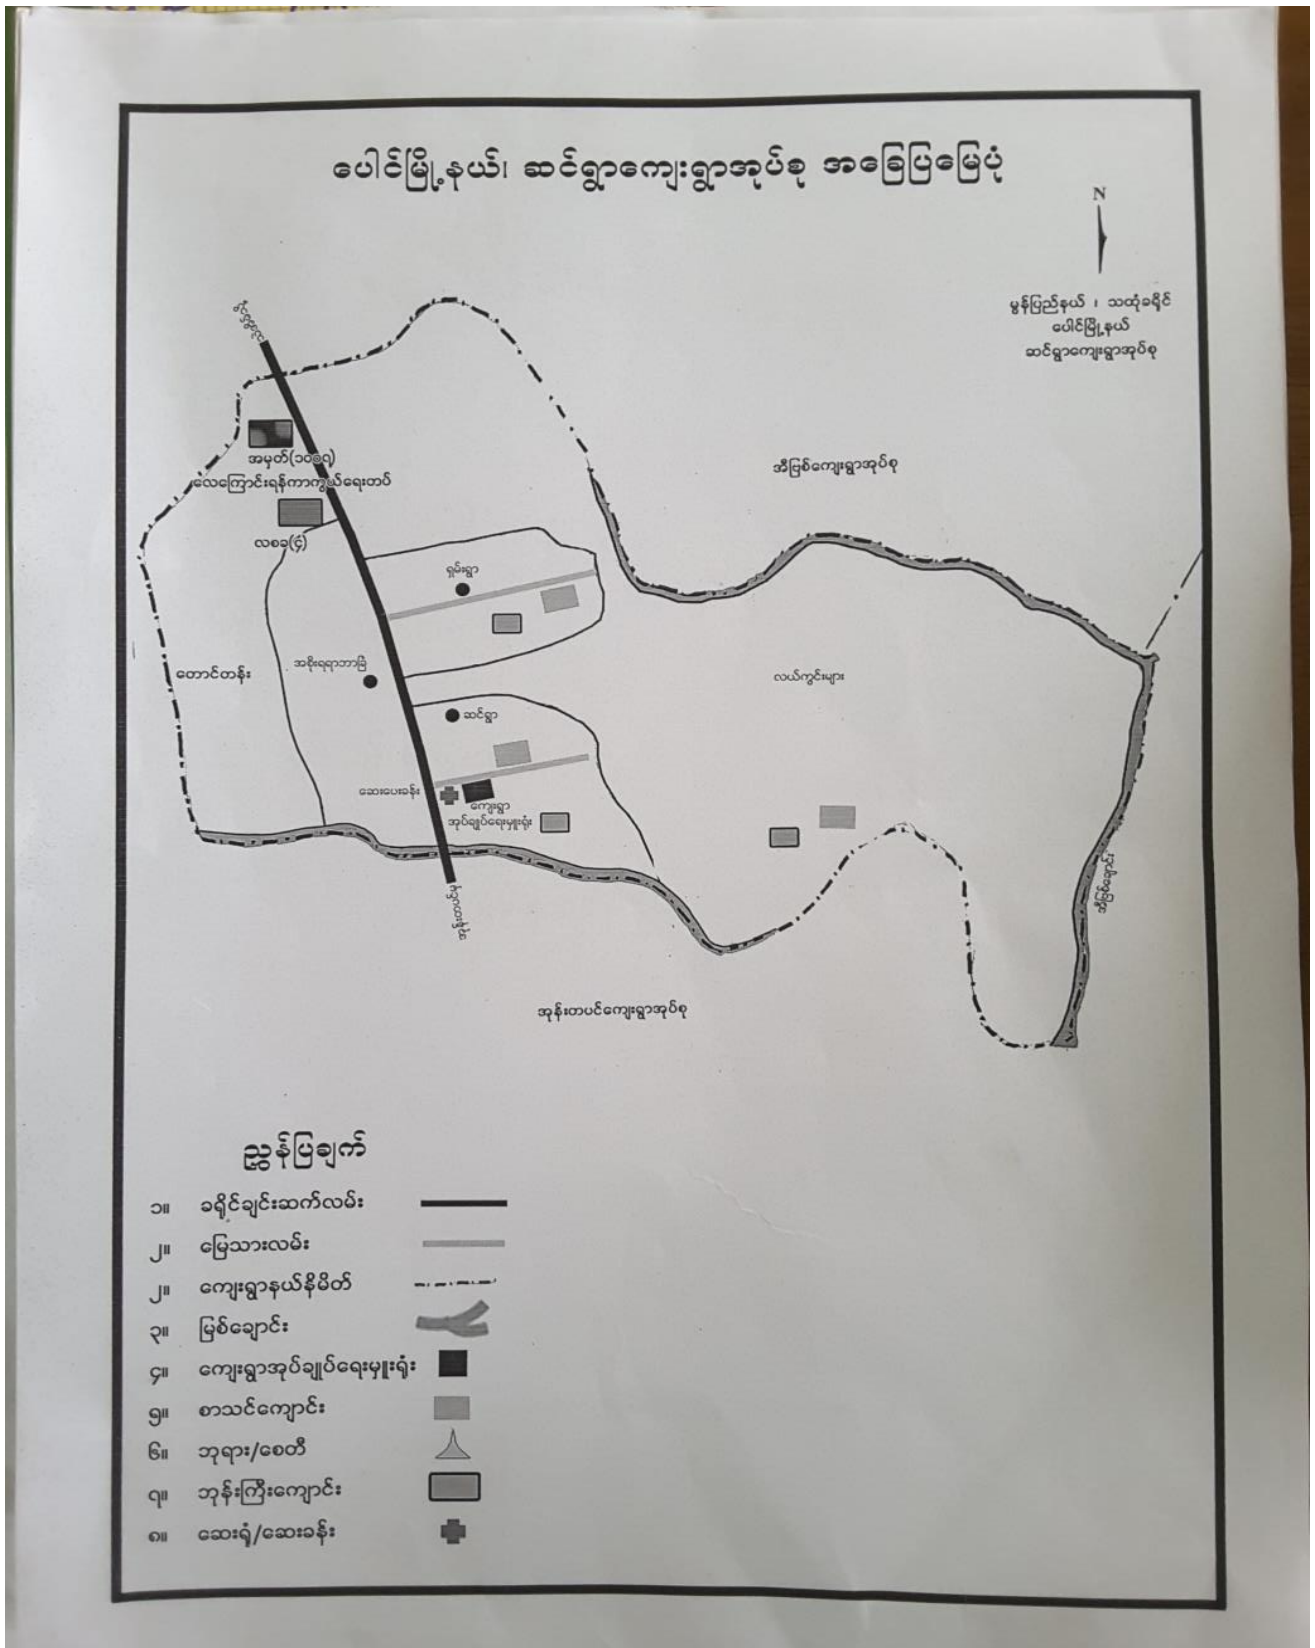 ပေါင်မြို့နယ်၊ ဆင်ရွာကျေးရွာအုပ်စု အခြေပြမြေပုံ
N
မွန်ပြည်နယ် ၊ သထုံခရိုင်
ပေါင်မြို့နယ်
ဆင်ရွာကျေးရွာအုပ်စု
အမှတ်(၁၀၈၇)
လေကြောင်းရန်ကာကွယ်ရေးတပ်
လစခ(၄)
အီဗြစ်ကျေးရွာအုပ်စု
ရှမ်းရွာ
တောင်တန်း
အစိုးရရာဘာခြံ
လယ်ကွင်းများ
ဆင်ရွာ
ဆေးပေးခန်း
ကျေးရွာ
အုပ်ချုပ်ရေးမှူးရုံး
အီဗြစ်ချောင်း
အုန်းတပင်ကျေးရွာအုပ်စု
ညွှန်ပြချက်
၁။ ခရိုင်ချင်းဆက်လမ်း
၂။ မြေသားလမ်း
၂။ ကျေးရွာနယ်နိမိတ်
၃။ မြစ်ချောင်း
၄။ ကျေးရွာအုပ်ချုပ်ရေးမှူးရုံး
၅။ စာသင်ကျောင်း
၆။ ဘုရား/စေတီ
၇။ ဘုန်းကြီးကျောင်း
၈။ ဆေးရုံ/ဆေးခန်း